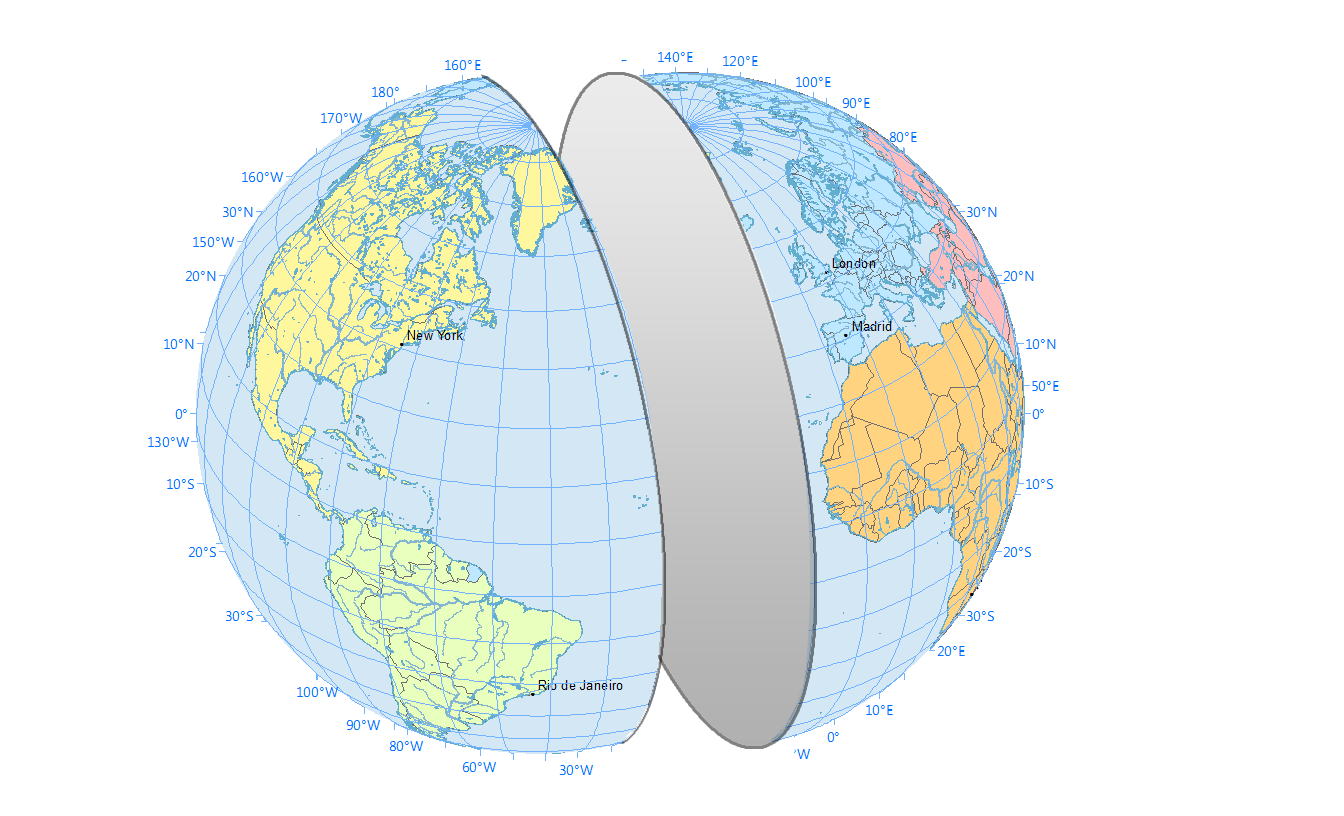 140°E
120°E
160°E
100°E
180°
90°E
170°W
80°E
160°W
30°N
30°N
150°W
London
20°N
20°N
Madrid
New York
10°N
10°N
50°E
0°
0°
130°W
10°S
10°S
20°S
20°S
30°S
30°S
20°E
Rio de Janeiro
100°W
10°E
90°W
0°
80°W
°W
60°W
30°W